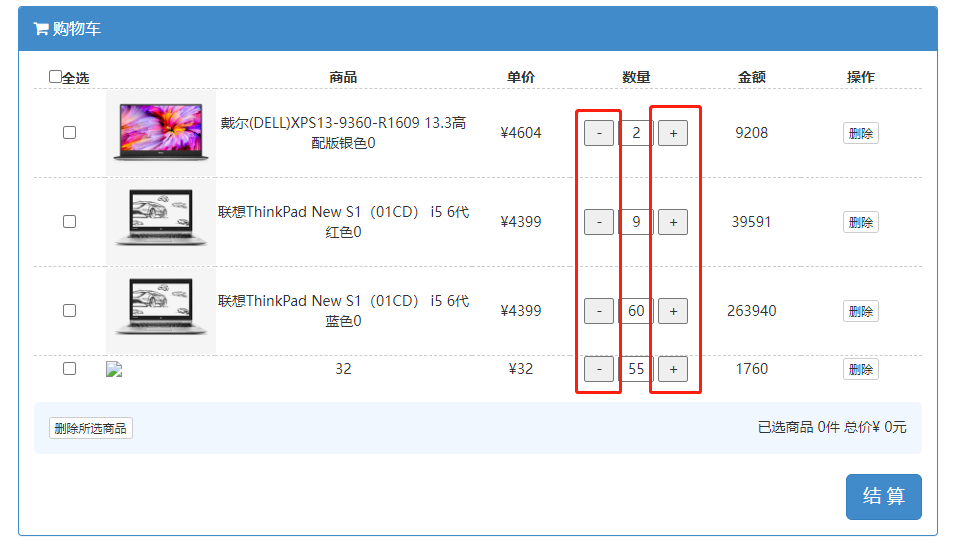 购物车
全选 商品 单价 数量 金额 操作
戴尔(DELL)XPS13-9360-R1609 13.3高
配版银色0
¥4604 - 2 + 9208 删除
联想ThinkPad New S1（01CD） i5 6代
红色0
¥4399 - 9 + 39591 删除
联想ThinkPad New S1（01CD） i5 6代
蓝色0
¥4399 - 60 + 263940 删除
32 ¥32 - 55 + 1760 删除
删除所选商品 已选商品 0件 总价¥ 0元
结 算